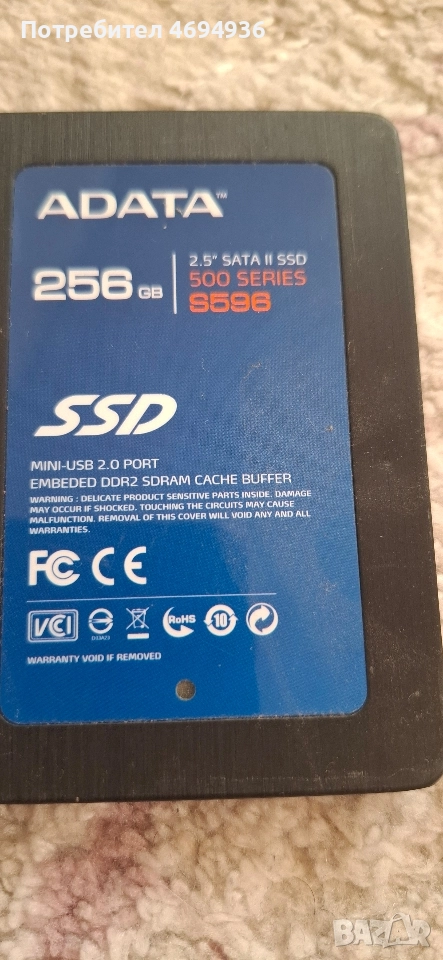 Потребител 4694936
ADATA™
256 GB
2.5" SATA II SSD
500 SERIES
S596
SSD
MINI-USB 2.0 PORT
EMBEDED DDR2 SDRAM CACHE BUFFER
WARNING : DELICATE PRODUCT SENSITIVE PARTS INSIDE. DAMAGE
MAY OCCUR IF SHOCKED. TOUCHING THE CIRCUITS MAY CAUSE
MALFUNCTION. REMOVAL OF THIS COVER WILL VOID ANY AND ALL
WARRANTIES.
FC CE
VCI D33A23 RoHS 10
WARRANTY VOID IF REMOVED
BAZAR